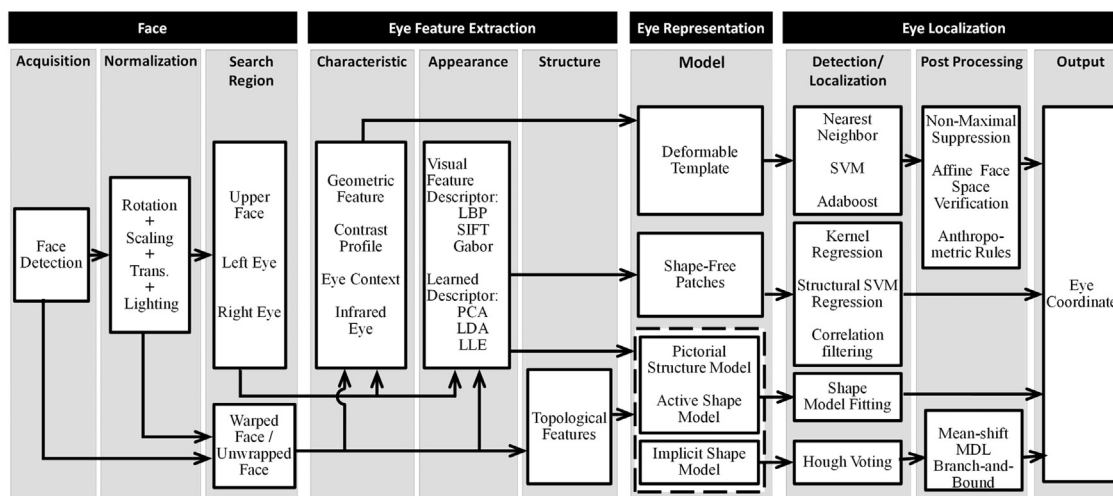 Face
Eye Feature Extraction
Eye Representation
Eye Localization
Acquisition
Normalization
Search
Region
Characteristic
Appearance
Structure
Model
Detection/
Localization
Post Processing
Output
Face
Detection
Rotation
+
Scaling
+
Trans.
+
Lighting
Upper
Face
Left Eye
Right Eye
Warped Face /
Unwrapped
Face
Geometric
Feature
Contrast
Profile
Eye Context
Infrared
Eye
Visual
Feature
Descriptor:
LBP
SIFT
Gabor
Learned
Descriptor:
PCA
LDA
LLE
Topological
Features
Deformable
Template
Shape-Free
Patches
Pictorial
Structure Model
Active Shape
Model
Implicit Shape
Model
Nearest
Neighbor
SVM
Adaboost
Kernel
Regression
Structural SVM
Regression
Correlation
filtering
Shape
Model Fitting
Hough Voting
Non-Maximal
Suppression
Affine Face
Space
Verification
Anthropo-
metric Rules
Mean-shift
MDL
Branch-and-
Bound
Eye
Coordinate